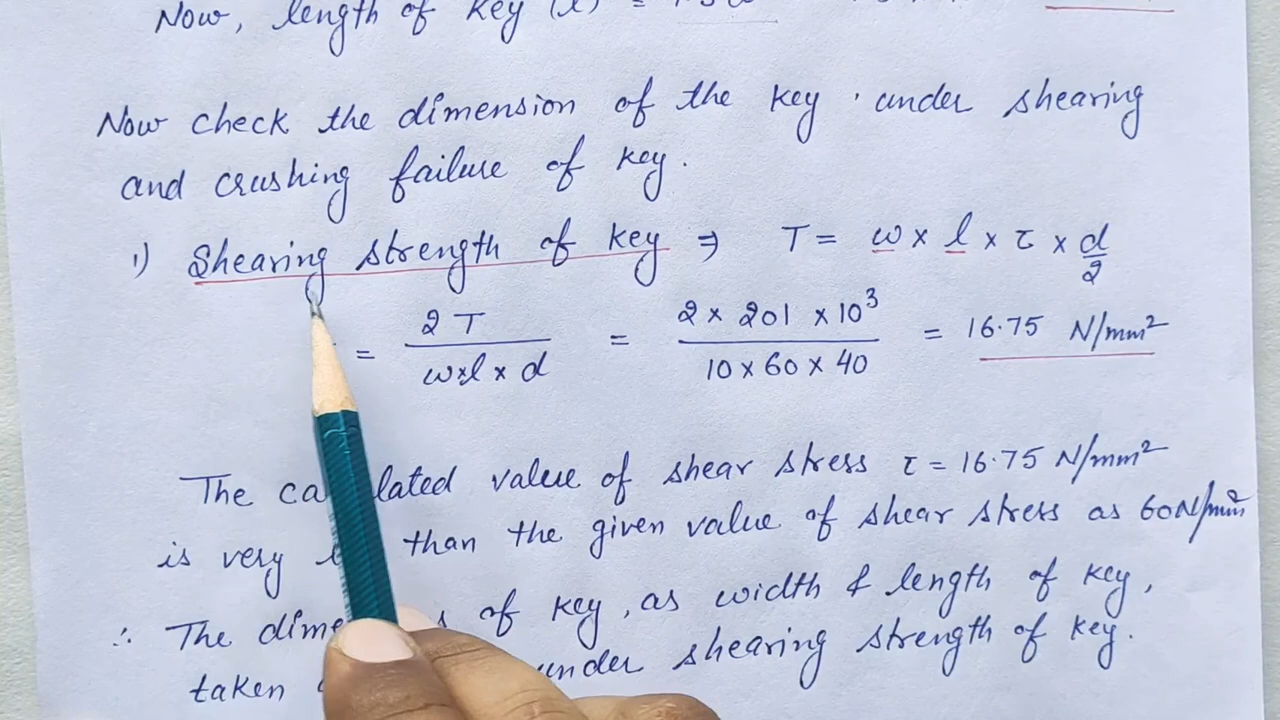 Now, length of key (l) =
Now check the dimension of the key under shearing
and crushing failure of key.
1) Shearing strength of key ⇒ T = w × l × τ × d/2
= 2T / w×l×d = 2 × 201 × 10³ / 10 × 60 × 40 = 16.75 N/mm²
The lated value of shear stress τ = 16.75 N/mm²
is very than the given value of shear stress as 60N/mm²
∴ The of key, as width & length of key,
taken under shearing strength of key.